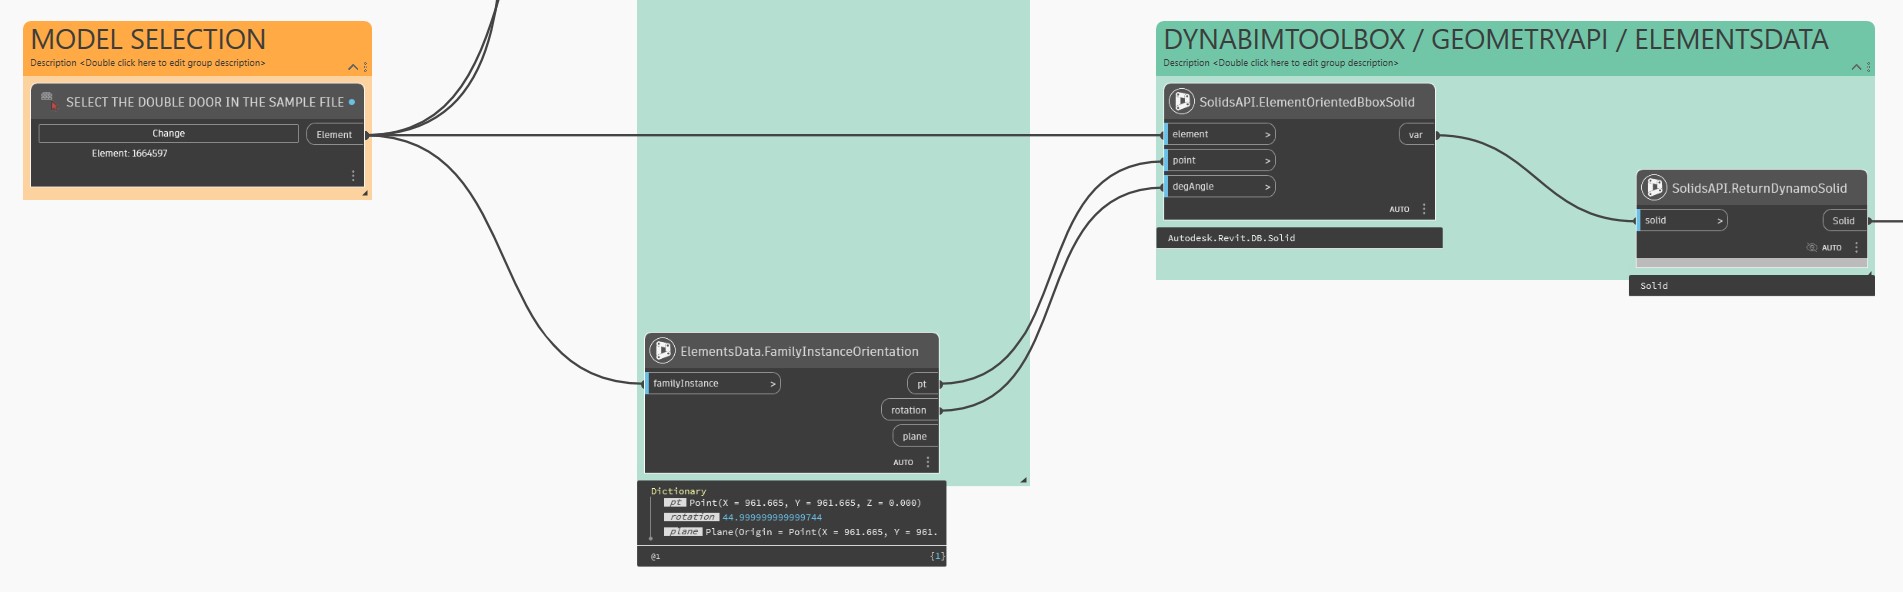 MODEL SELECTION
Description <Double click here to edit group description>
SELECT THE DOUBLE DOOR IN THE SAMPLE FILE
Change
Element
Element: 1664597
ElementsData.FamilyInstanceOrientation
familyInstance >
pt
rotation
plane
AUTO
Dictionary
pt Point(X = 961.665, Y = 961.665, Z = 0.000)
rotation 44.999999999999744
plane Plane(Origin = Point(X = 961.665, Y = 961.
@1 {1}
DYNABIMTOOLBOX / GEOMETRYAPI / ELEMENTSDATA
Description <Double click here to edit group description>
SolidsAPI.ElementOrientedBboxSolid
element > var
point >
degAngle >
AUTO
Autodesk.Revit.DB.Solid
SolidsAPI.ReturnDynamoSolid
solid > Solid
AUTO
Solid